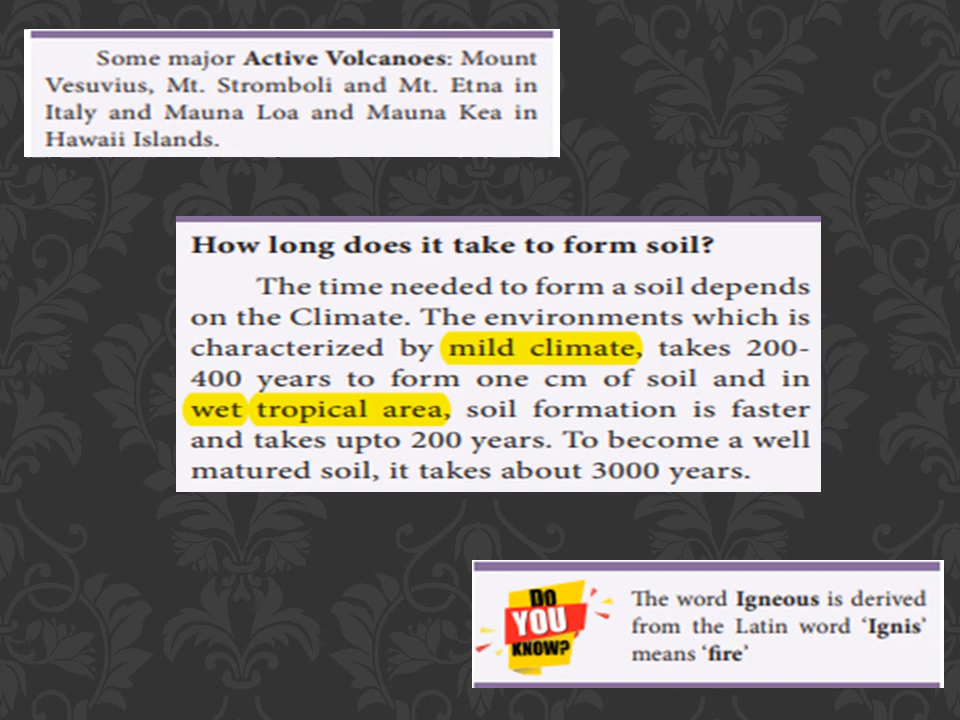 Some major Active Volcanoes: Mount
Vesuvius, Mt. Stromboli and Mt. Etna in
Italy and Mauna Loa and Mauna Kea in
Hawaii Islands.
How long does it take to form soil?
The time needed to form a soil depends
on the Climate. The environments which is
characterized by mild climate, takes 200-
400 years to form one cm of soil and in
wet tropical area, soil formation is faster
and takes upto 200 years. To become a well
matured soil, it takes about 3000 years.
DO
YOU
KNOW?
The word Igneous is derived
from the Latin word ‘Ignis’
means ‘fire’